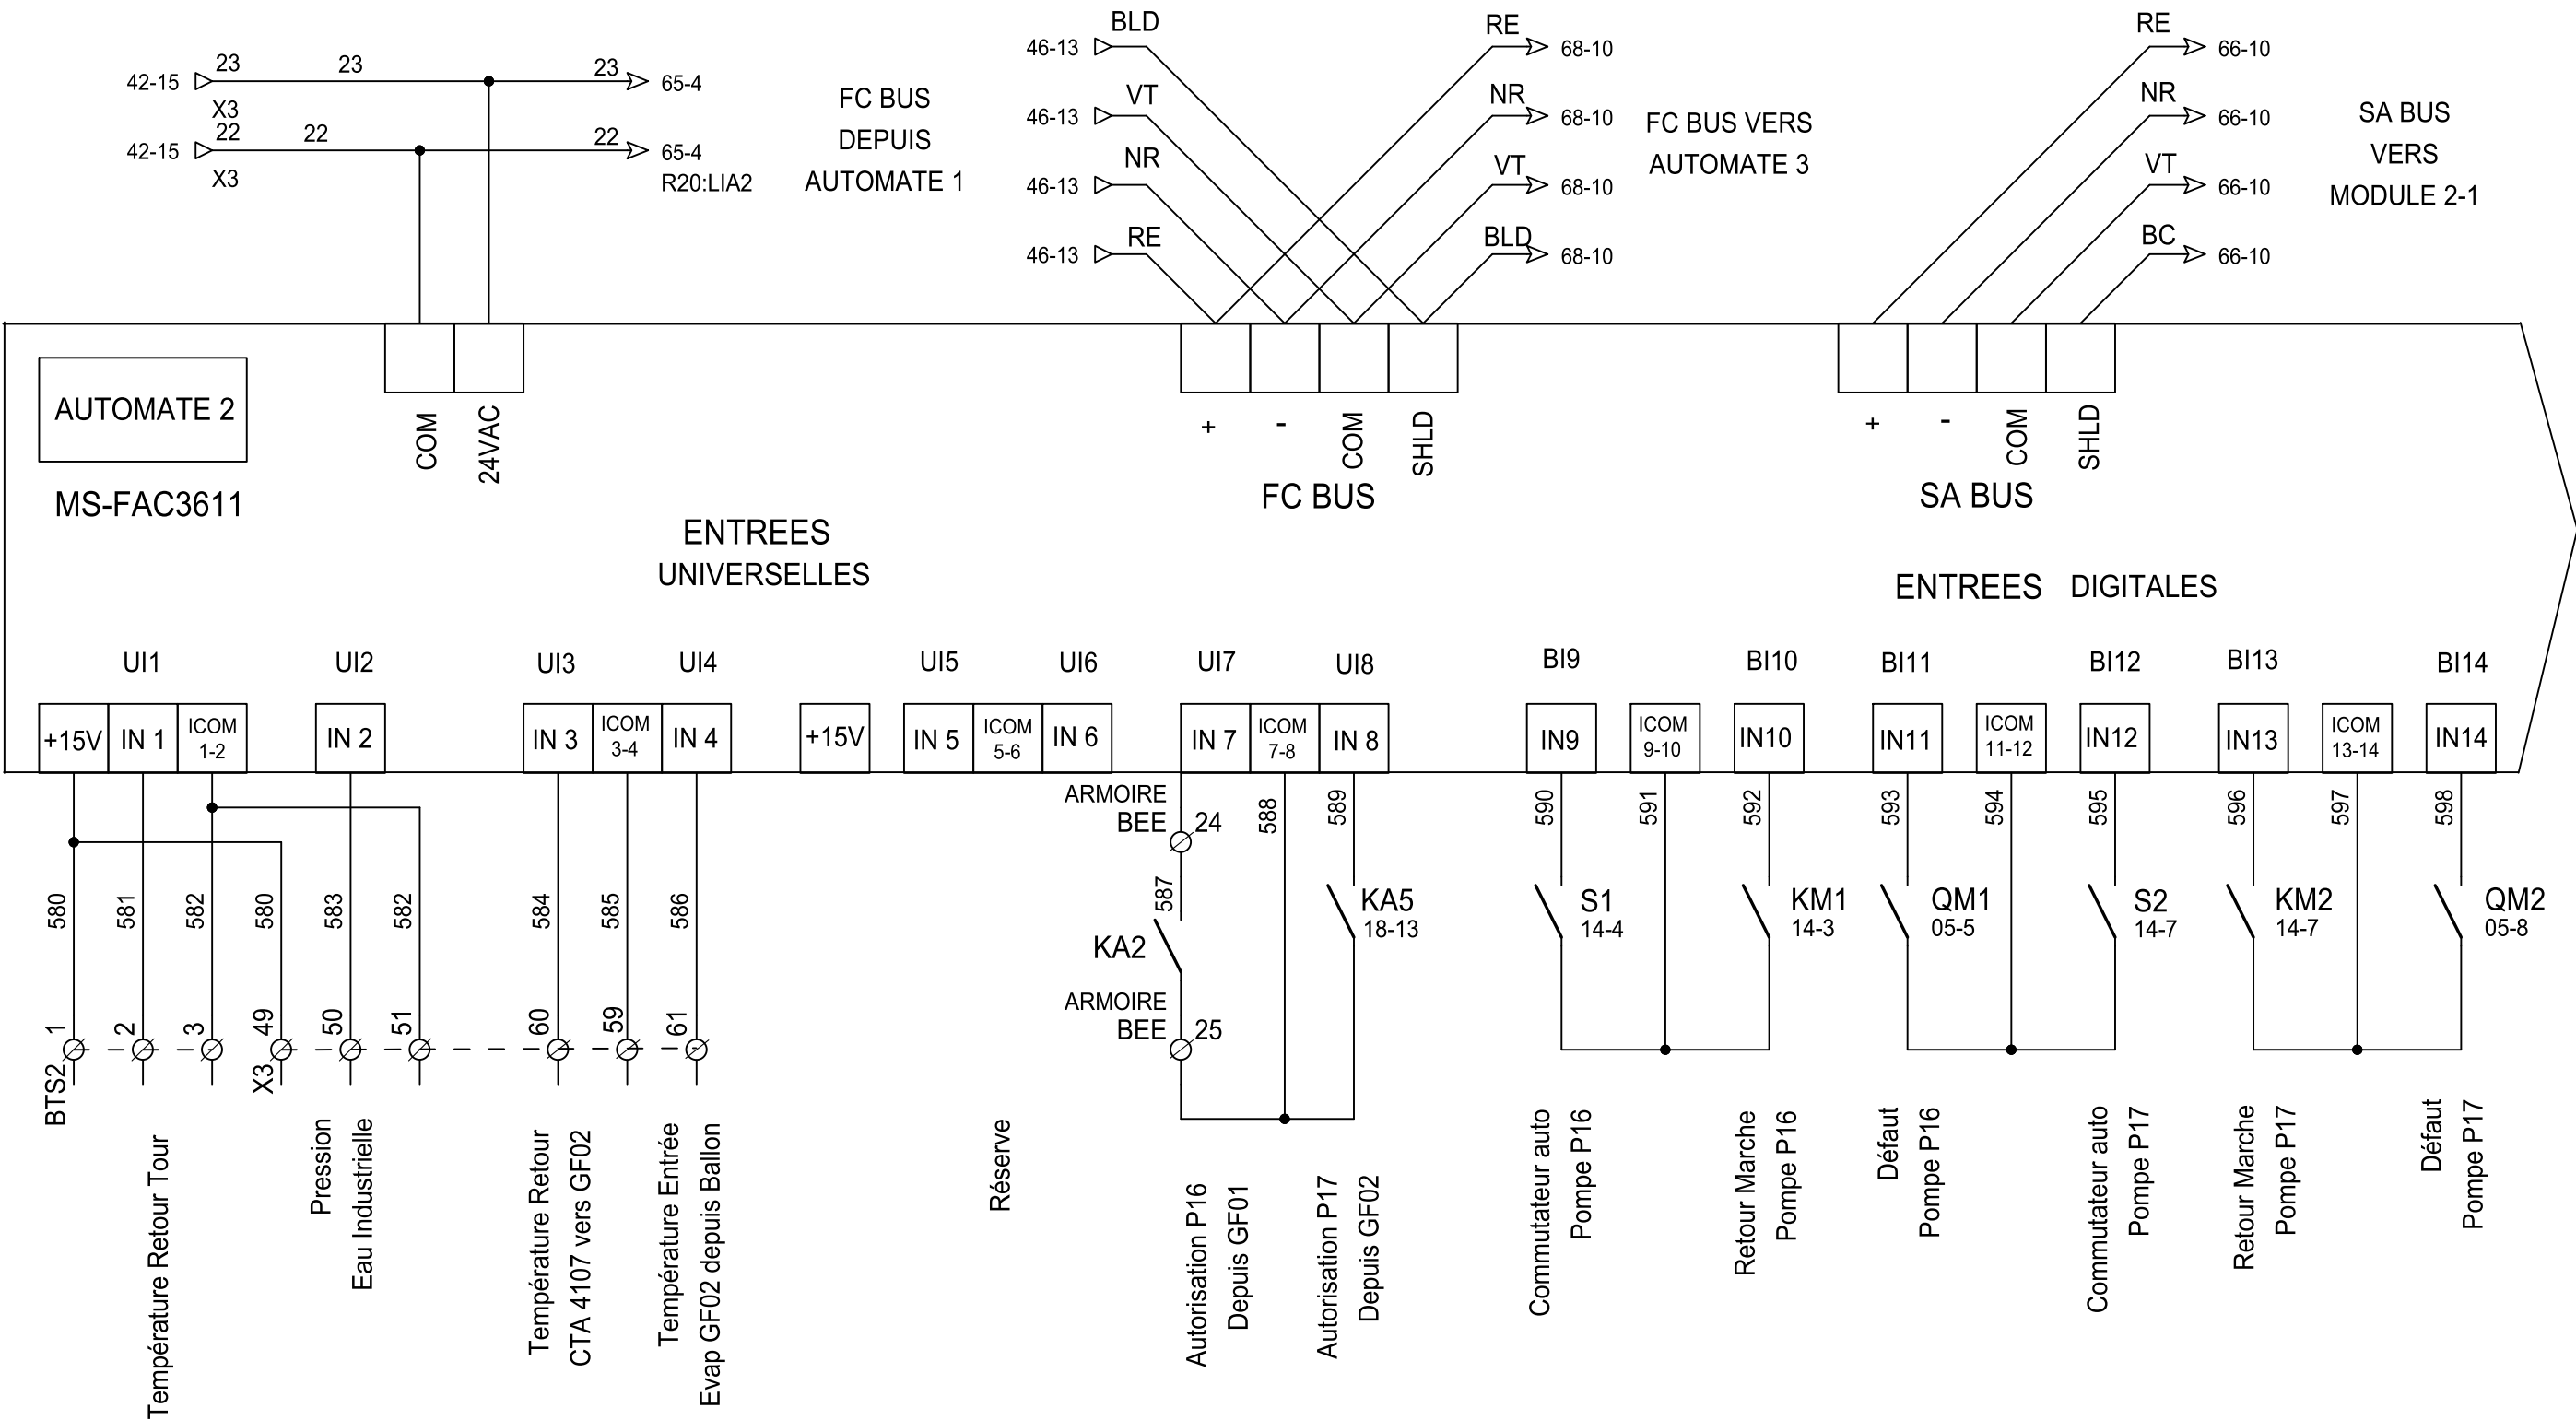 42-15
23
X3
23
23
65-4
42-15
22
X3
22
22
65-4
R20:LIA2
FC BUS
DEPUIS
AUTOMATE 1
46-13
BLD
46-13
VT
46-13
NR
46-13
RE
RE
68-10
NR
68-10
VT
68-10
BLD
68-10
FC BUS VERS
AUTOMATE 3
RE
66-10
NR
66-10
VT
66-10
BC
66-10
SA BUS
VERS
MODULE 2-1
AUTOMATE 2
MS-FAC3611
COM
24VAC
+
-
COM
SHLD
FC BUS
+
-
COM
SHLD
SA BUS
ENTREES
UNIVERSELLES
ENTREES DIGITALES
UI1
UI2
UI3
UI4
UI5
UI6
UI7
UI8
BI9
BI10
BI11
BI12
BI13
BI14
+15V
IN 1
ICOM
1-2
IN 2
IN 3
ICOM
3-4
IN 4
+15V
IN 5
ICOM
5-6
IN 6
IN 7
ICOM
7-8
IN 8
IN9
ICOM
9-10
IN10
IN11
ICOM
11-12
IN12
IN13
ICOM
13-14
IN14
580
581
582
580
583
582
584
585
586
ARMOIRE
BEE
24
587
KA2
ARMOIRE
BEE
25
588
589
KA5
18-13
590
S1
14-4
591
592
KM1
14-3
593
QM1
05-5
594
595
S2
14-7
596
KM2
14-7
597
598
QM2
05-8
BTS2
1
2
3
X3
49
50
51
60
59
61
Température Retour Tour
Pression
Eau Industrielle
Température Retour
CTA 4107 vers GF02
Température Entrée
Evap GF02 depuis Ballon
Réserve
Autorisation P16
Depuis GF01
Autorisation P17
Depuis GF02
Commutateur auto
Pompe P16
Retour Marche
Pompe P16
Défaut
Pompe P16
Commutateur auto
Pompe P17
Retour Marche
Pompe P17
Défaut
Pompe P17